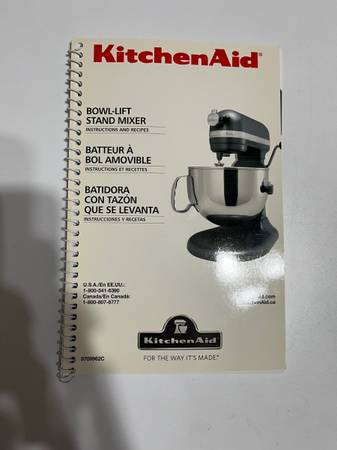 KitchenAid®
BOWL-LIFT
STAND MIXER
INSTRUCTIONS AND RECIPES
BATTEUR À
BOL AMOVIBLE
INSTRUCTIONS ET RECETTES
BATIDORA
CON TAZÓN
QUE SE LEVANTA
INSTRUCCIONES Y RECETAS
U.S.A./En EE.UU.:
1-800-541-6390
Canada/En Canadá:
1-800-807-6777
KitchenAid
FOR THE WAY IT'S MADE.™
9709962C